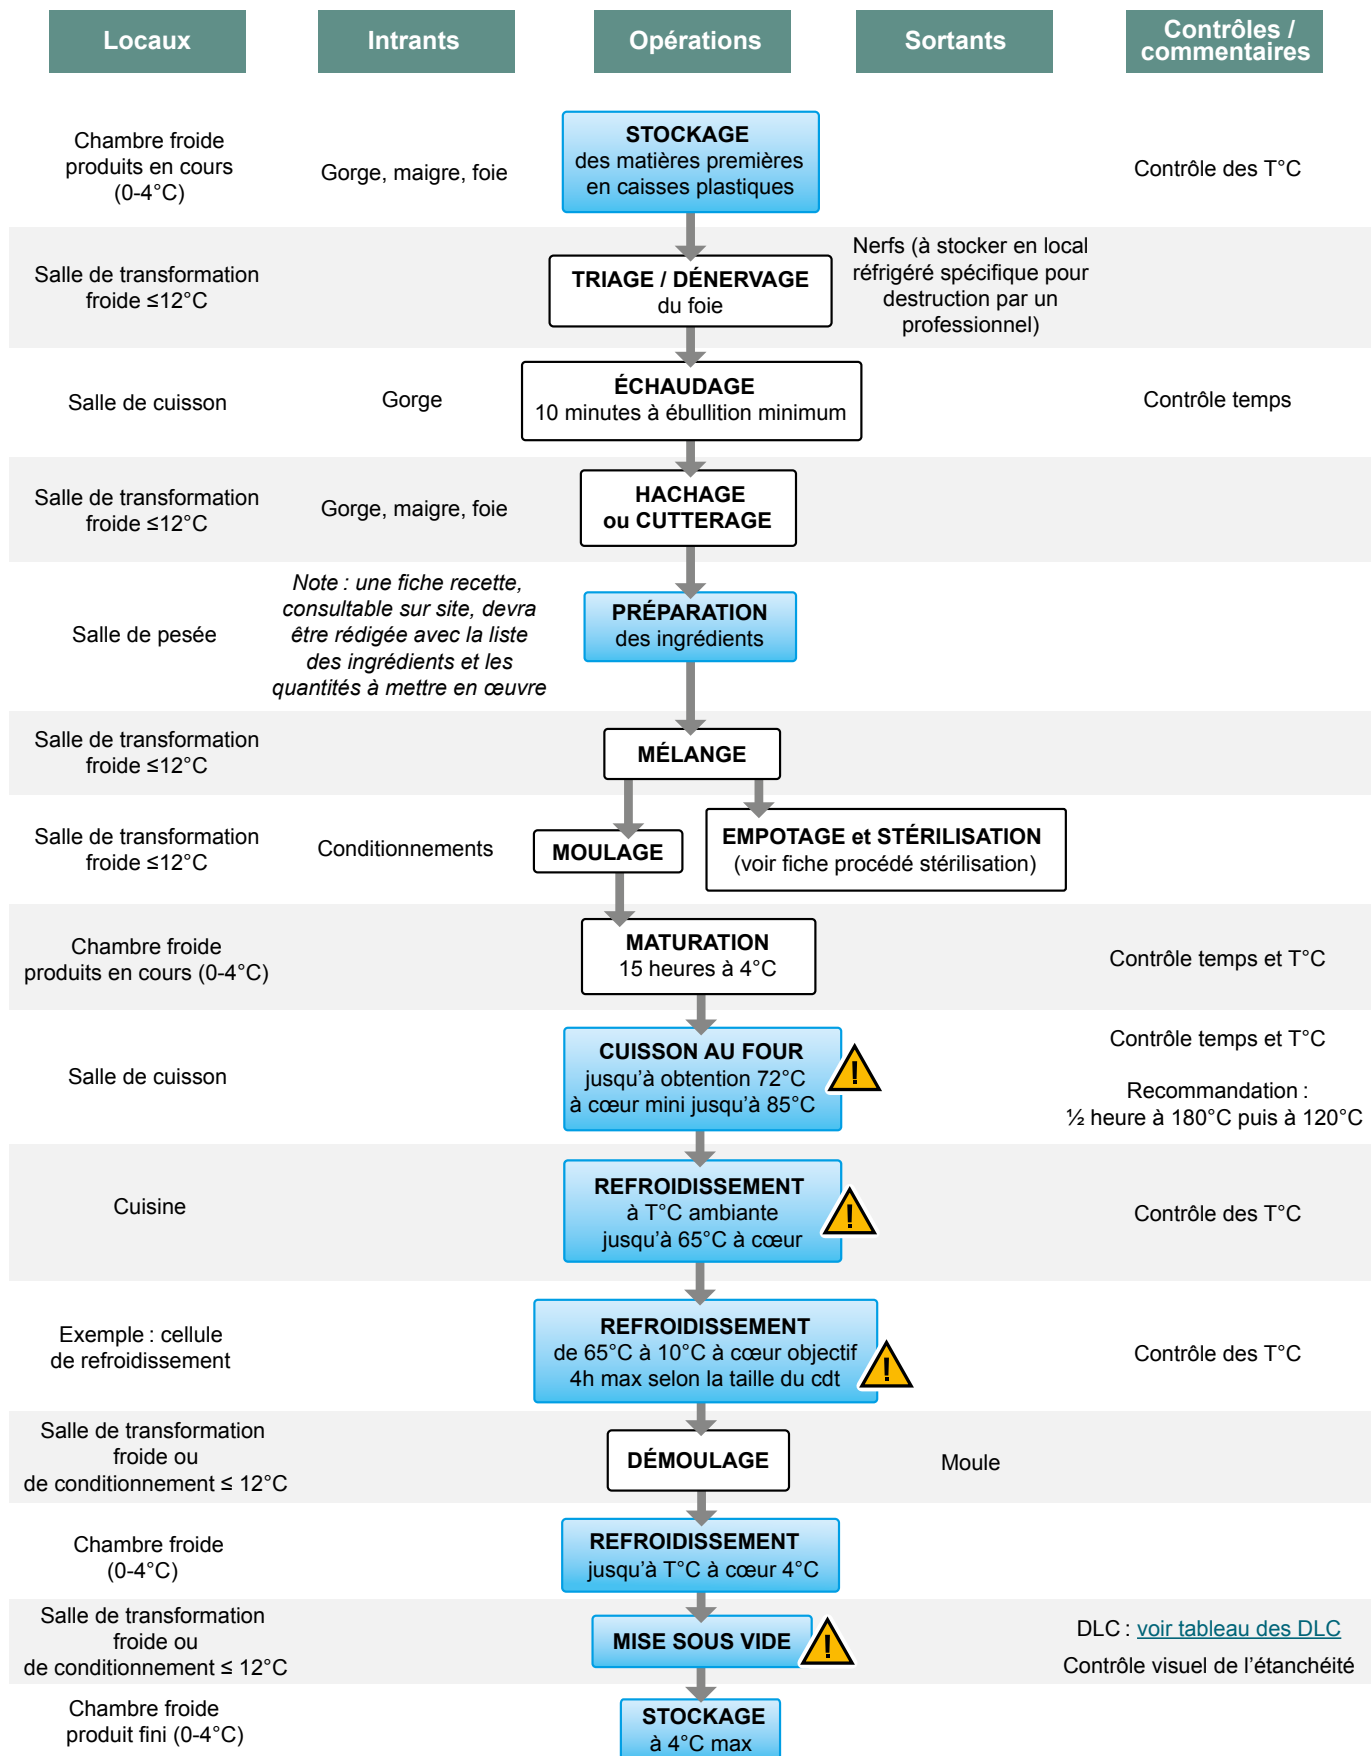 Locaux
Intrants
Opérations
Sortants
Contrôles /
commentaires
Chambre froide
produits en cours
(0-4°C)
Gorge, maigre, foie
STOCKAGE
des matières premières
en caisses plastiques
Contrôle des T°C
Salle de transformation
froide ≤12°C
TRIAGE / DÉNERVAGE
du foie
Nerfs (à stocker en local
réfrigéré spécifique pour
destruction par un
professionnel)
Salle de cuisson
Gorge
ÉCHAUDAGE
10 minutes à ébullition minimum
Contrôle temps
Salle de transformation
froide ≤12°C
Gorge, maigre, foie
HACHAGE
ou CUTTERAGE
Salle de pesée
Note : une fiche recette,
consultable sur site, devra
être rédigée avec la liste
des ingrédients et les
quantités à mettre en œuvre
PRÉPARATION
des ingrédients
Salle de transformation
froide ≤12°C
MÉLANGE
Salle de transformation
froide ≤12°C
Conditionnements
MOULAGE
EMPOTAGE et STÉRILISATION
(voir fiche procédé stérilisation)
Chambre froide
produits en cours (0-4°C)
MATURATION
15 heures à 4°C
Contrôle temps et T°C
Salle de cuisson
CUISSON AU FOUR
jusqu'à obtention 72°C
à cœur mini jusqu'à 85°C
!
Contrôle temps et T°C
Recommandation :
½ heure à 180°C puis à 120°C
Cuisine
REFROIDISSEMENT
à T°C ambiante
jusqu'à 65°C à cœur
!
Contrôle des T°C
Exemple : cellule
de refroidissement
REFROIDISSEMENT
de 65°C à 10°C à cœur objectif
4h max selon la taille du cdt
!
Contrôle des T°C
Salle de transformation
froide ou
de conditionnement ≤ 12°C
DÉMOULAGE
Moule
Chambre froide
(0-4°C)
REFROIDISSEMENT
jusqu'à T°C à cœur 4°C
Salle de transformation
froide ou
de conditionnement ≤ 12°C
MISE SOUS VIDE
!
DLC : voir tableau des DLC
Contrôle visuel de l'étanchéité
Chambre froide
produit fini (0-4°C)
STOCKAGE
à 4°C max